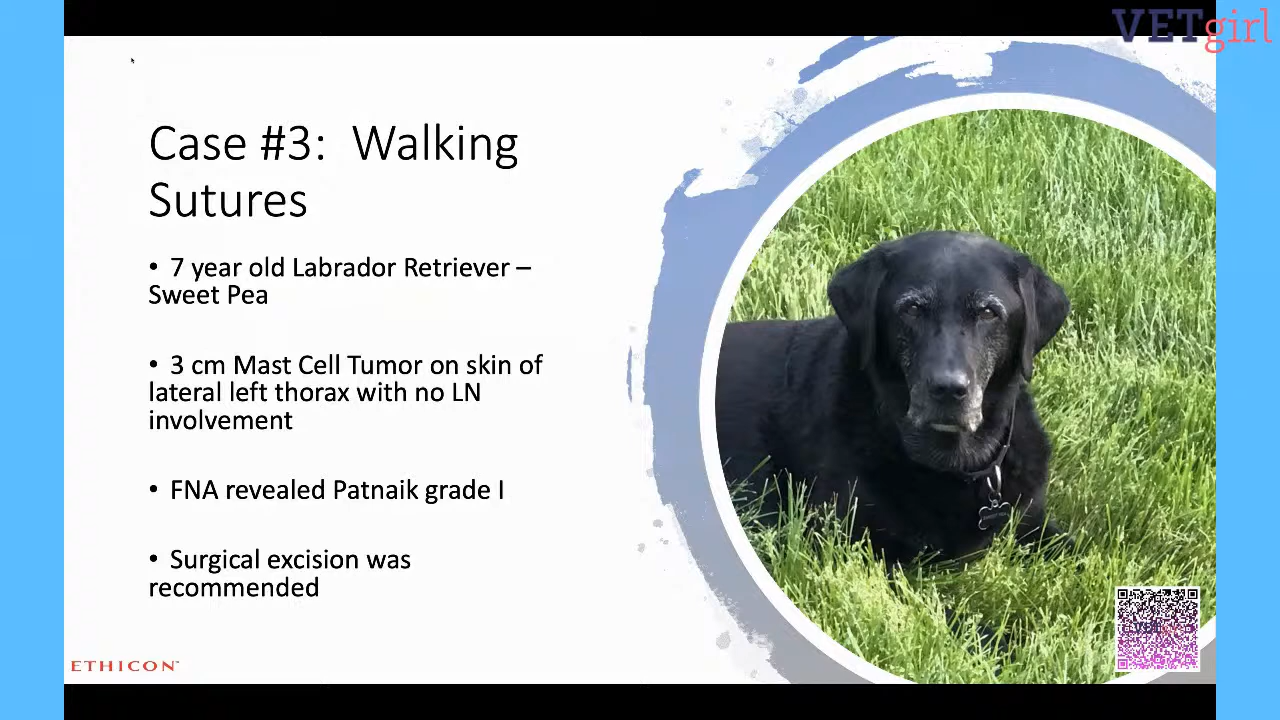 VETgirl
Case #3: Walking
Sutures
• 7 year old Labrador Retriever –
Sweet Pea
• 3 cm Mast Cell Tumor on skin of
lateral left thorax with no LN
involvement
• FNA revealed Patnaik grade I
• Surgical excision was
recommended
ETHICON™